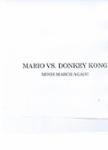 MARIO VS. DONKEY KONG
MINIS MARCH AGAIN!